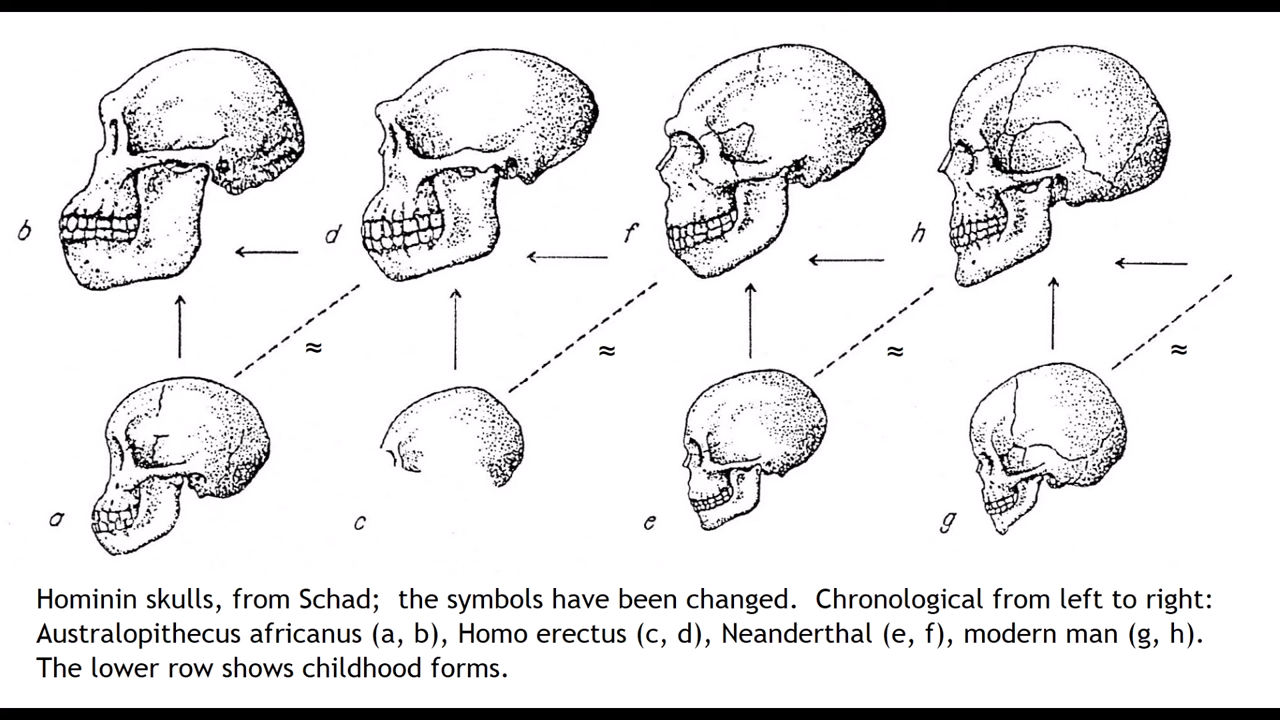 b
d
f
h
≈ ≈ ≈ ≈
a
c
e
g
Hominin skulls, from Schad;  the symbols have been changed.  Chronological from left to right:
Australopithecus africanus (a, b), Homo erectus (c, d), Neanderthal (e, f), modern man (g, h).
The lower row shows childhood forms.